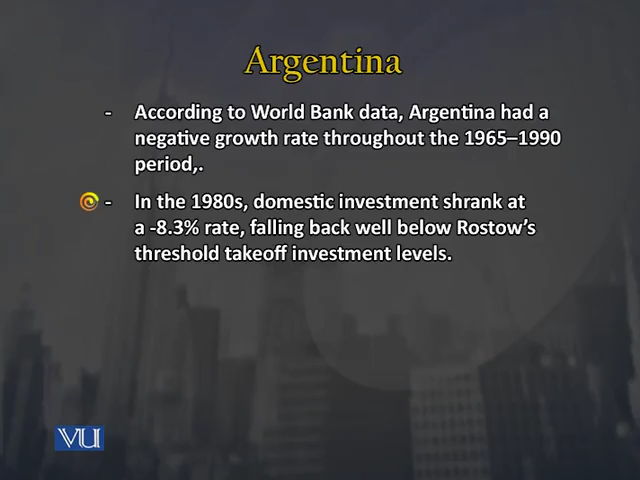 Argentina
- According to World Bank data, Argentina had a
negative growth rate throughout the 1965–1990
period,.
- In the 1980s, domestic investment shrank at
a -8.3% rate, falling back well below Rostow’s
threshold takeoff investment levels.
VU